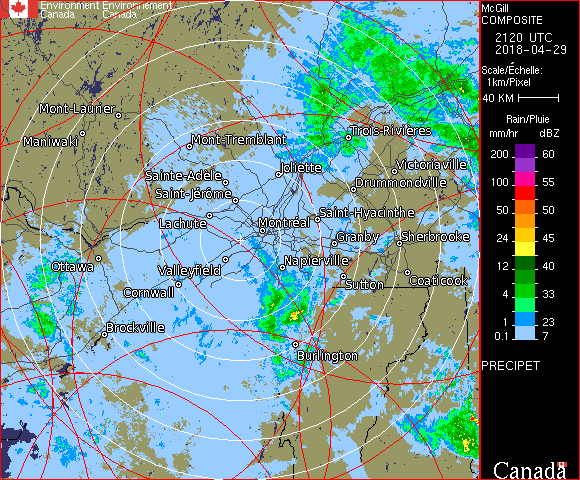 Environment Environnement
Canada Canada
McGill
COMPOSITE
2120 UTC
2018-04-29
Scale/Échelle:
1km/Pixel
40 KM
Rain/Pluie
mm/hr dBZ
200 60
100 55
50 50
24 45
12 40
4 33
1 23
0.1 7
PRECIPET
Canada
Mont-Laurier
Maniwaki
Mont-Tremblant
Trois-Rivières
Joliette
Victoriaville
Sainte-Adèle
Drummondville
Saint-Jérôme
Saint-Hyacinthe
Lachute
Montréal
Granby
Sherbrooke
Ottawa
Valleyfield
Napierville
Coaticook
Cornwall
Sutton
Brockville
Burlington